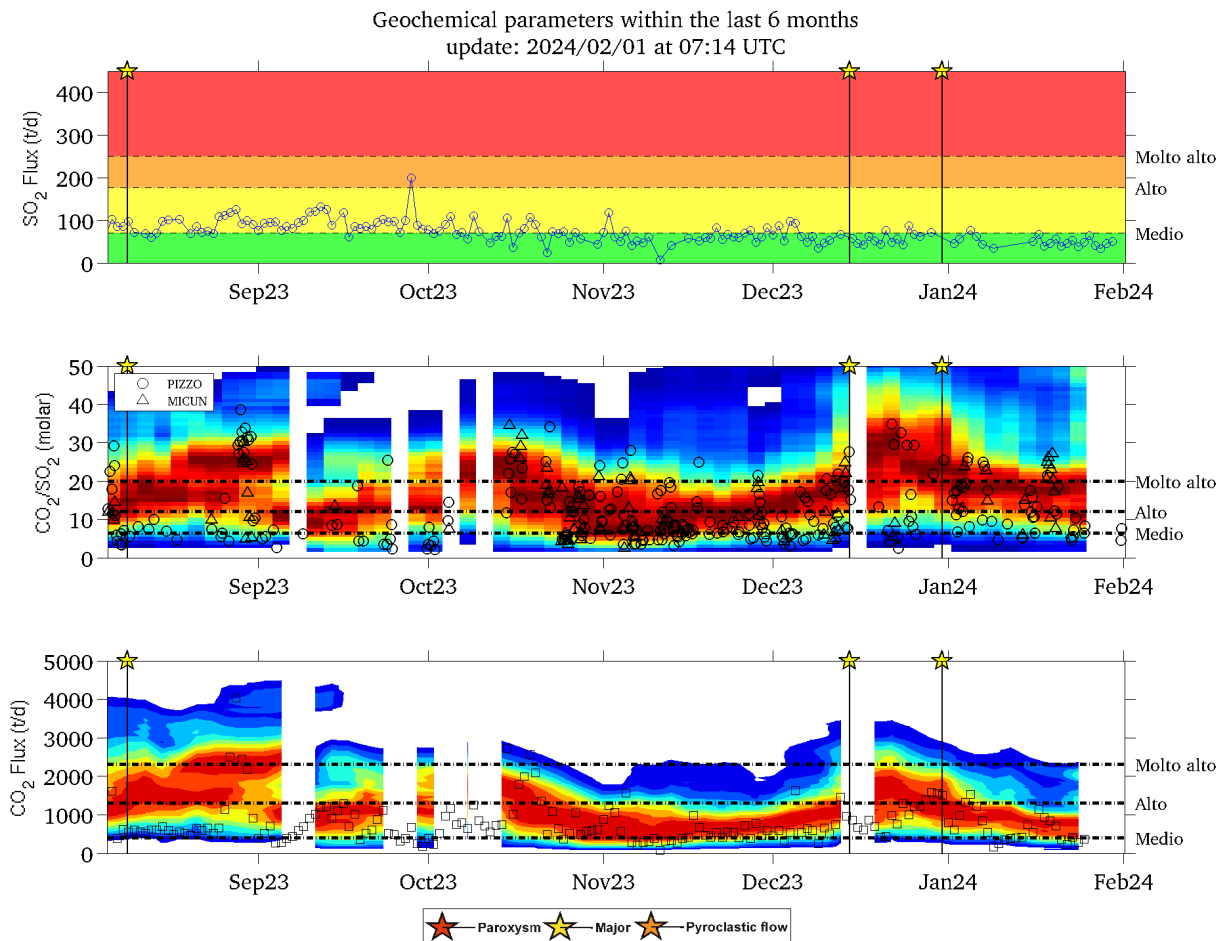 Geochemical parameters within the last 6 months
update: 2024/02/01 at 07:14 UTC
SO2 Flux (t/d)
400
300
200
100
0
Molto alto
Alto
Medio
Sep23 Oct23 Nov23 Dec23 Jan24 Feb24
CO2/SO2 (molar)
50
40
30
20
10
0
PIZZO
MICUN
Molto alto
Alto
Medio
Sep23 Oct23 Nov23 Dec23 Jan24 Feb24
CO2 Flux (t/d)
5000
4000
3000
2000
1000
0
Molto alto
Alto
Medio
Sep23 Oct23 Nov23 Dec23 Jan24 Feb24
Paroxysm Major Pyroclastic flow